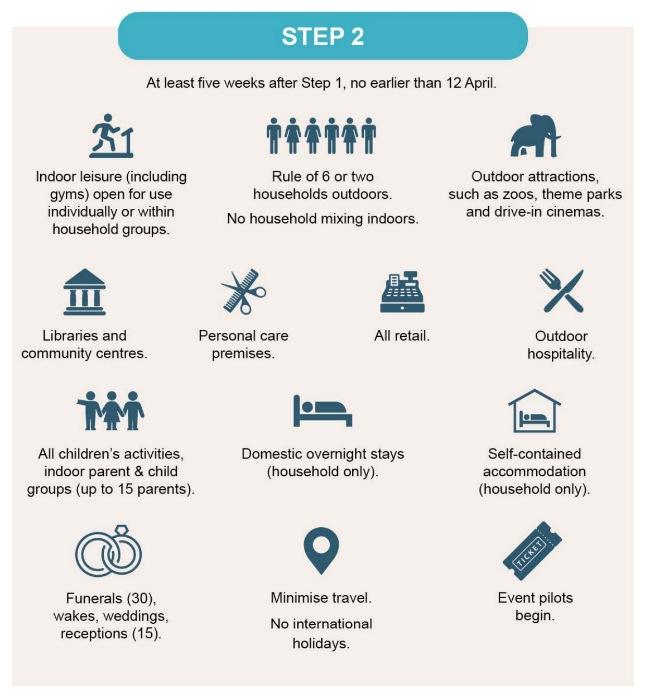 STEP 2
At least five weeks after Step 1, no earlier than 12 April.
Indoor leisure (including
gyms) open for use
individually or within
household groups.
Rule of 6 or two
households outdoors.
No household mixing indoors.
Outdoor attractions,
such as zoos, theme parks
and drive-in cinemas.
Libraries and
community centres.
Personal care
premises.
All retail.
Outdoor
hospitality.
All children's activities,
indoor parent & child
groups (up to 15 parents).
Domestic overnight stays
(household only).
Self-contained
accommodation
(household only).
Funerals (30),
wakes, weddings,
receptions (15).
Minimise travel.
No international
holidays.
TICKET
Event pilots
begin.